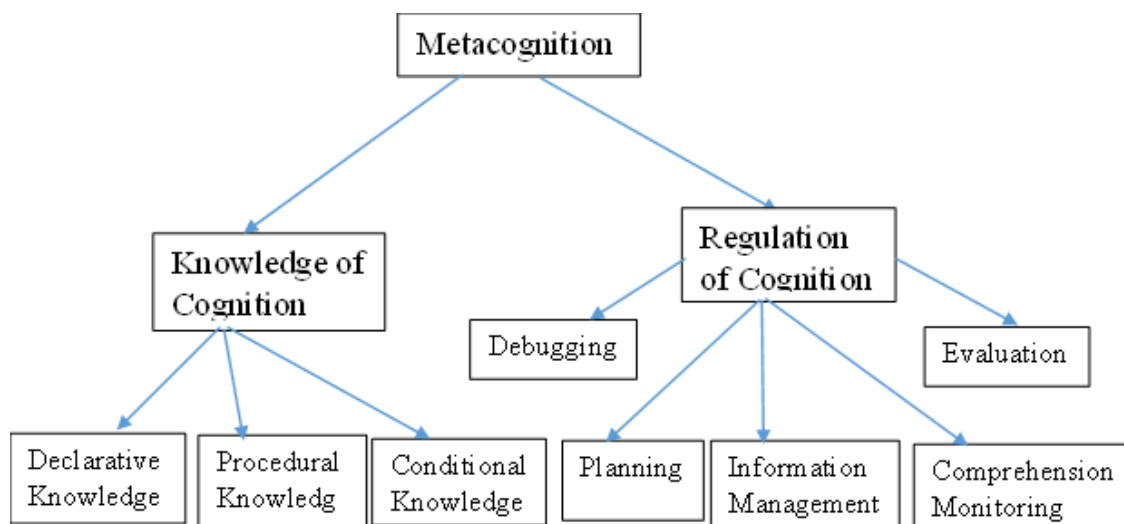 Metacognition
Knowledge of
Cognition
Regulation
of Cognition
Debugging
Evaluation
Declarative
Knowledge
Procedural
Knowledg
Conditional
Knowledge
Planning
Information
Management
Comprehension
Monitoring